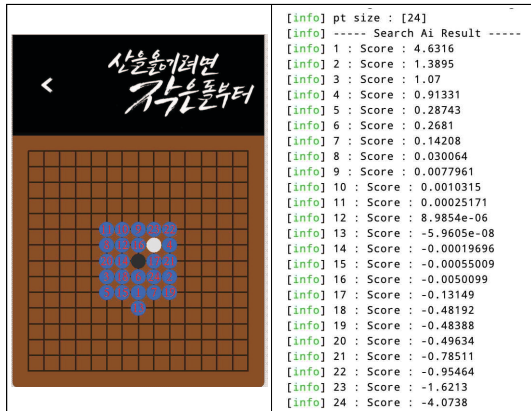 산을옮기려면
작은돌부터
[info] pt size : [24]
[info] ----- Search Ai Result -----
[info] 1 : Score : 4.6316
[info] 2 : Score : 1.3895
[info] 3 : Score : 1.07
[info] 4 : Score : 0.91331
[info] 5 : Score : 0.28743
[info] 6 : Score : 0.2681
[info] 7 : Score : 0.14208
[info] 8 : Score : 0.030064
[info] 9 : Score : 0.0077961
[info] 10 : Score : 0.0010315
[info] 11 : Score : 0.00025171
[info] 12 : Score : 8.9854e-06
[info] 13 : Score : -5.9605e-08
[info] 14 : Score : -0.00019696
[info] 15 : Score : -0.00055009
[info] 16 : Score : -0.0050099
[info] 17 : Score : -0.13149
[info] 18 : Score : -0.48192
[info] 19 : Score : -0.48388
[info] 20 : Score : -0.49634
[info] 21 : Score : -0.78511
[info] 22 : Score : -0.95464
[info] 23 : Score : -1.6213
[info] 24 : Score : -4.0738